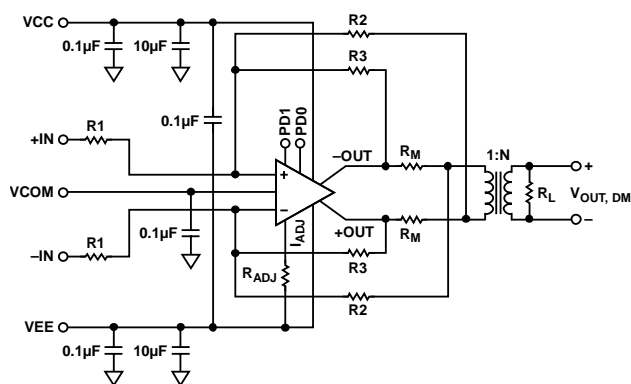 VCC
0.1µF
10µF
R2
R3
0.1µF
PD1
PD0
+IN
R1
–OUT
RM
1:N
+
+
VCOM
RL
VOUT, DM
–
–
0.1µF
IADJ
+OUT
RM
–IN
R1
RADJ
R3
R2
VEE
0.1µF
10µF